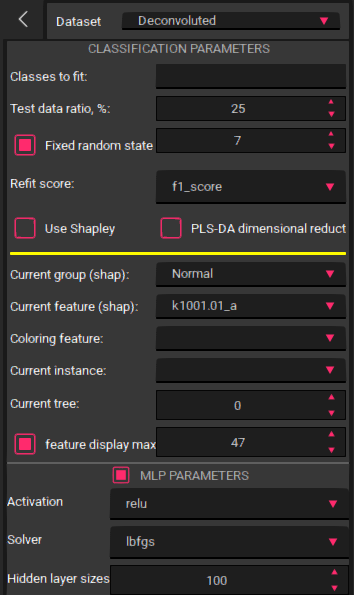 Dataset Deconvoluted
CLASSIFICATION PARAMETERS
Classes to fit:
Test data ratio, %: 25
Fixed random state 7
Refit score: f1_score
Use Shapley PLS-DA dimensional reduct
Current group (shap): Normal
Current feature (shap): k1001.01_a
Coloring feature:
Current instance:
Current tree: 0
feature display max 47
MLP PARAMETERS
Activation relu
Solver lbfgs
Hidden layer sizes 100